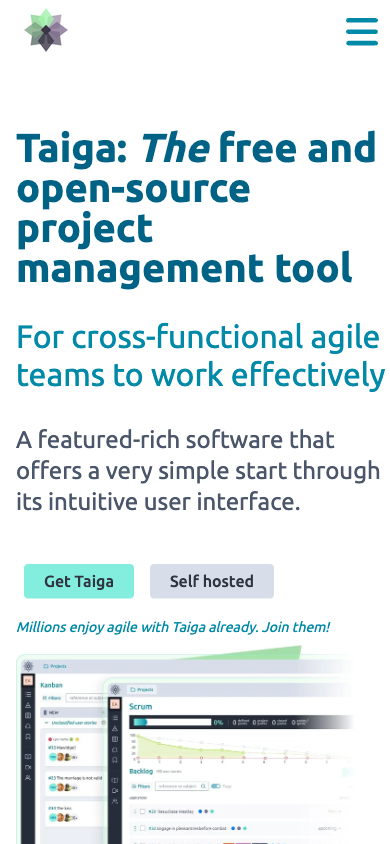 Taiga: The free and
open-source
project
management tool
For cross-functional agile
teams to work effectively
A featured-rich software that
offers a very simple start through
its intuitive user interface.
Get Taiga
Self hosted
Millions enjoy agile with Taiga already. Join them!
Projects
Kanban
Filters
Projects
Scrum
0%
Backlog
Filters